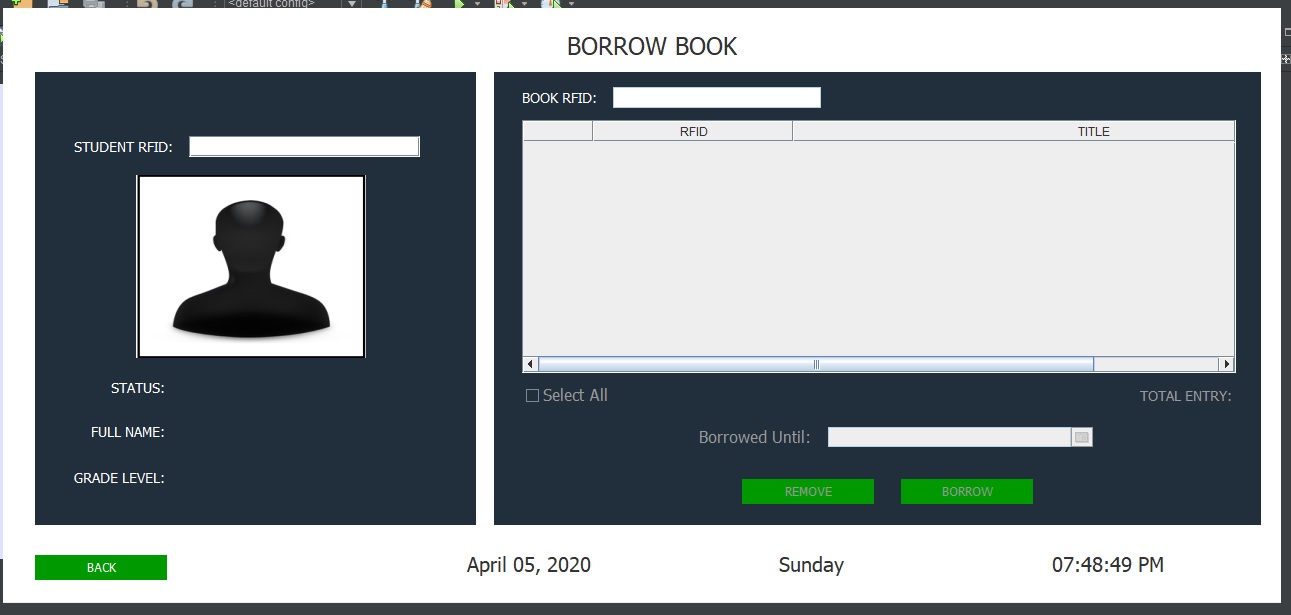 <default config>
BORROW BOOK
STUDENT RFID:
STATUS:
FULL NAME:
GRADE LEVEL:
BOOK RFID:
RFID TITLE
Select All TOTAL ENTRY:
Borrowed Until:
REMOVE BORROW
BACK April 05, 2020 Sunday 07:48:49 PM